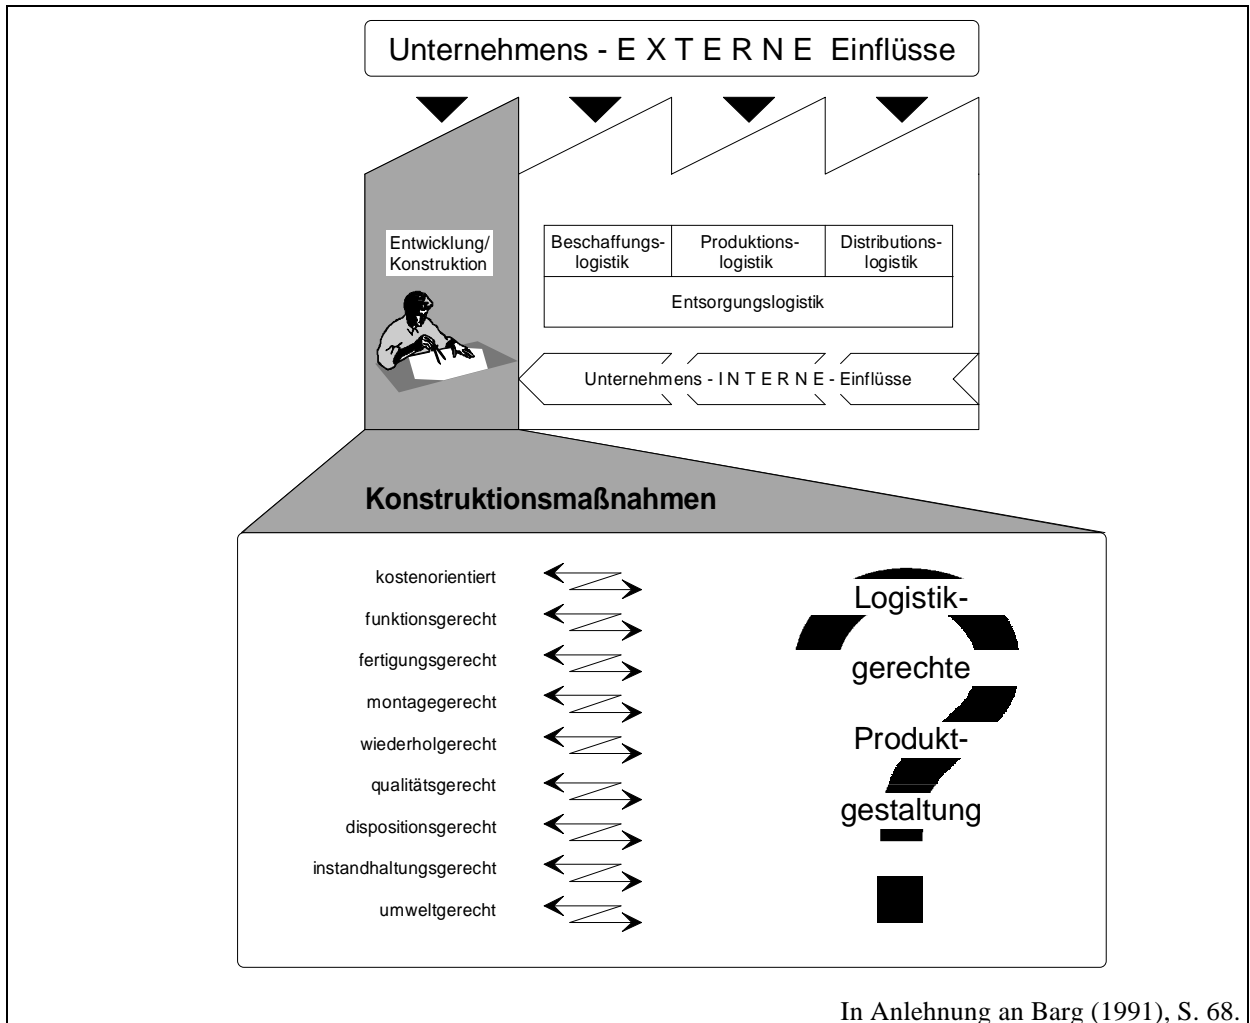 Unternehmens - E X T E R N E Einflüsse
Entwicklung/
Konstruktion
Beschaffungs-
logistik
Produktions-
logistik
Distributions-
logistik
Entsorgungslogistik
Unternehmens - I N T E R N E - Einflüsse
Konstruktionsmaßnahmen
kostenorientiert
funktionsgerecht
fertigungsgerecht
montagegerecht
wiederholgerecht
qualitätsgerecht
dispositionsgerecht
instandhaltungsgerecht
umweltgerecht
Logistik-
gerechte
Produkt-
gestaltung
?
In Anlehnung an Barg (1991), S. 68.